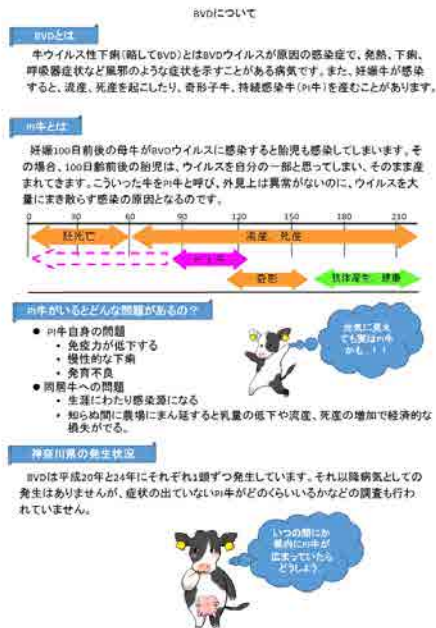 BVDについて
BVDとは
牛ウイルス性下痢(略してBVD)とはBVDウイルスが原因の感染症で、発熱、下痢、
呼吸器症状など風邪のような症状を示すことがある病気です。また、妊娠牛が感染
すると、流産、死産を起こしたり、奇形子牛、持続感染牛(PI牛)を産むことがあります。
PI牛とは
妊娠100日前後の母牛がBVDウイルスに感染すると胎児も感染してしまいます。そ
の場合、100日齢前後の胎児は、ウイルスを自分の一部と思ってしまい、そのまま産
まれてきます。こういった牛をPI牛と呼び、外見上は異常がないのに、ウイルスを大
量にまき散らす感染の原因となるのです。
0 30 60 90 120 150 180 210
胚死亡 流産、死産
奇形 抗体産生、健康
PI牛がいるとどんな問題があるの?
● PI牛自身の問題
• 免疫力が低下する
• 慢性的な下痢
• 発育不良
● 同居牛への問題
• 生涯にわたり感染源になる
• 知らぬ間に農場にまん延すると乳量の低下や流産、死産の増加で経済的な
損失がでる。
元気に見え
ても実はPI牛
かも、!!
神奈川県の発生状況
BVDは平成20年と24年にそれぞれ1頭ずつ発生しています。それ以降病気としての
発生はありませんが、症状の出ていないPI牛がどのくらいいるかなどの調査も行わ
れていません。
いつの間にか
県内にPI牛が
広まっていたら
どうしよう